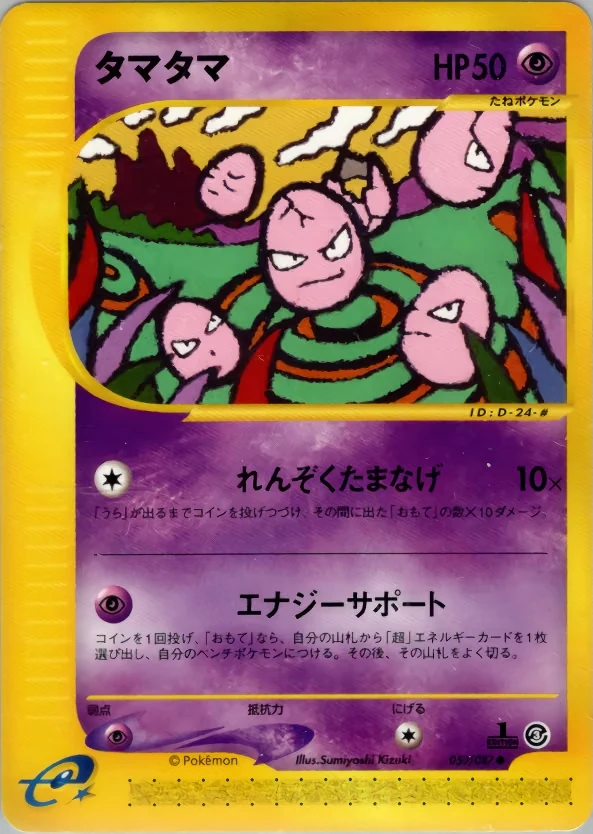 タマタマ
HP50
たねポケモン
ID:D-24-#
れんぞくたまなげ 10×
「うら」が出るまでコインを投げつづけ、その間に出た「おもて」の数×10ダメージ。
エナジーサポート
コインを1回投げ、「おもて」なら、自分の山札から「超」エネルギーカードを1枚
選び出し、自分のベンチポケモンにつける。その後、その山札をよく切る。
弱点 抵抗力 にげる
1
EDITION
3
© Pokémon
Illus.Sumiyoshi Kizuki
/087
e